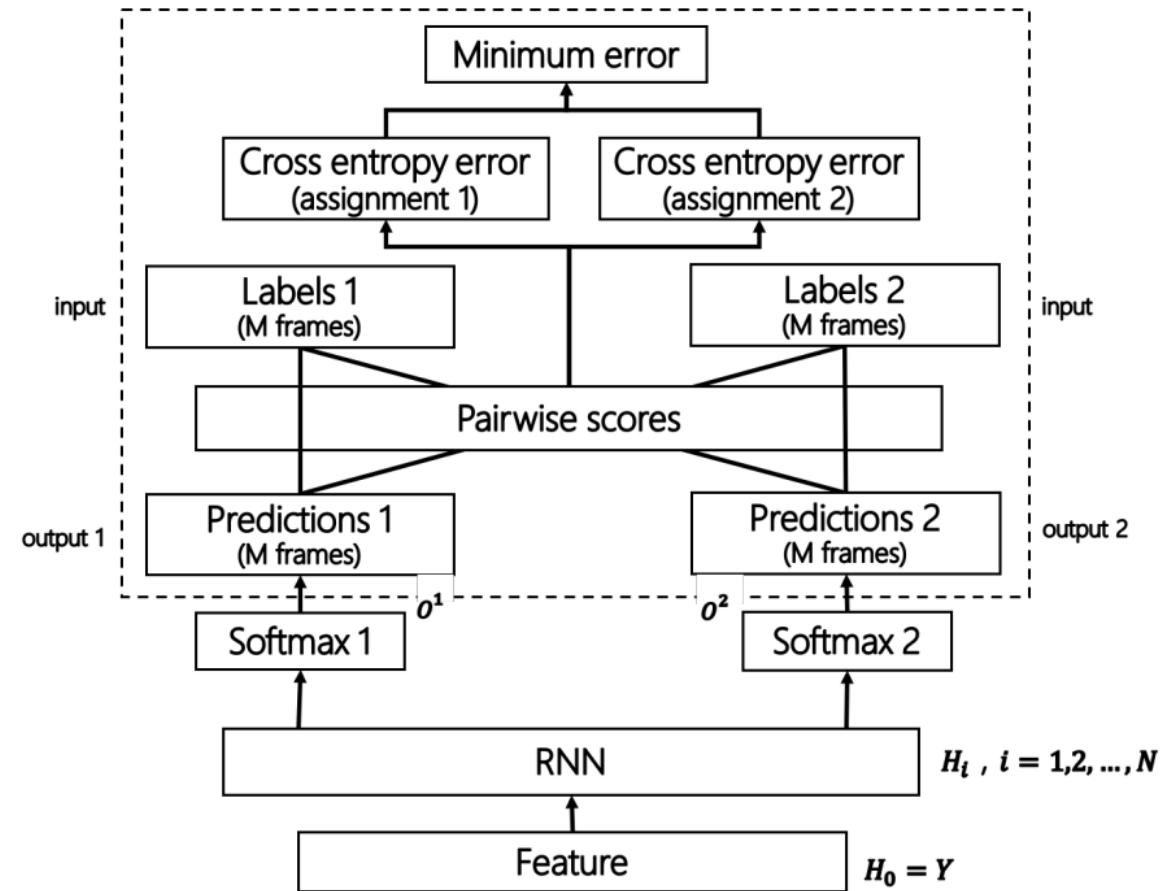 Minimum error
Cross entropy error
(assignment 1)
Cross entropy error
(assignment 2)
input
Labels 1
(M frames)
Labels 2
(M frames)
input
Pairwise scores
output 1
Predictions 1
(M frames)
Predictions 2
(M frames)
output 2
O¹
O²
Softmax 1
Softmax 2
RNN
Hᵢ , i = 1,2, …, N
Feature
H₀ = Y